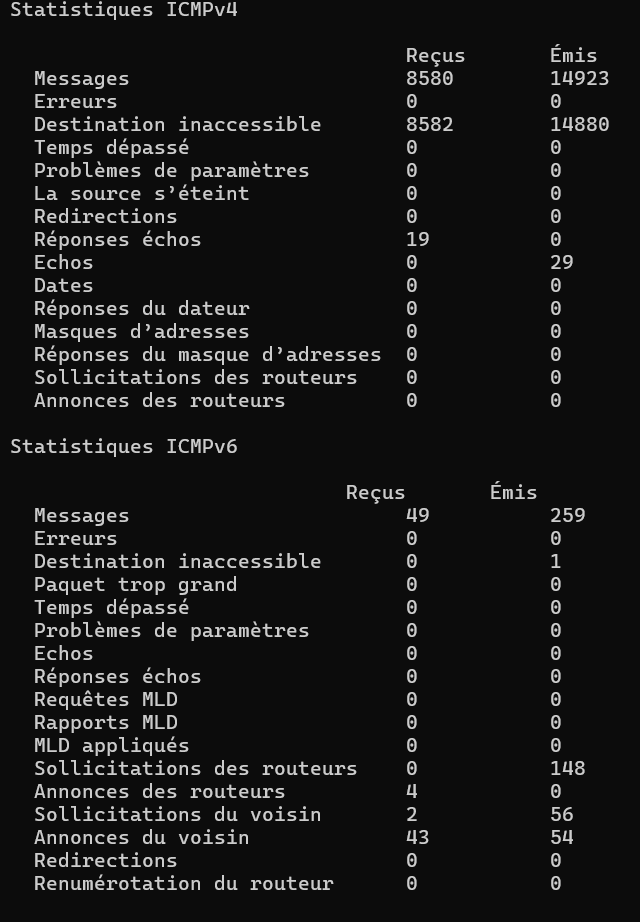 Statistiques ICMPv4
Reçus Émis
Messages 8580 14923
Erreurs 0 0
Destination inaccessible 8582 14880
Temps dépassé 0 0
Problèmes de paramètres 0 0
La source s’éteint 0 0
Redirections 0 0
Réponses échos 19 0
Echos 0 29
Dates 0 0
Réponses du dateur 0 0
Masques d’adresses 0 0
Réponses du masque d’adresses 0 0
Sollicitations des routeurs 0 0
Annonces des routeurs 0 0
Statistiques ICMPv6
Reçus Émis
Messages 49 259
Erreurs 0 0
Destination inaccessible 0 1
Paquet trop grand 0 0
Temps dépassé 0 0
Problèmes de paramètres 0 0
Echos 0 0
Réponses échos 0 0
Requêtes MLD 0 0
Rapports MLD 0 0
MLD appliqués 0 0
Sollicitations des routeurs 0 148
Annonces des routeurs 4 0
Sollicitations du voisin 2 56
Annonces du voisin 43 54
Redirections 0 0
Renumérotation du routeur 0 0